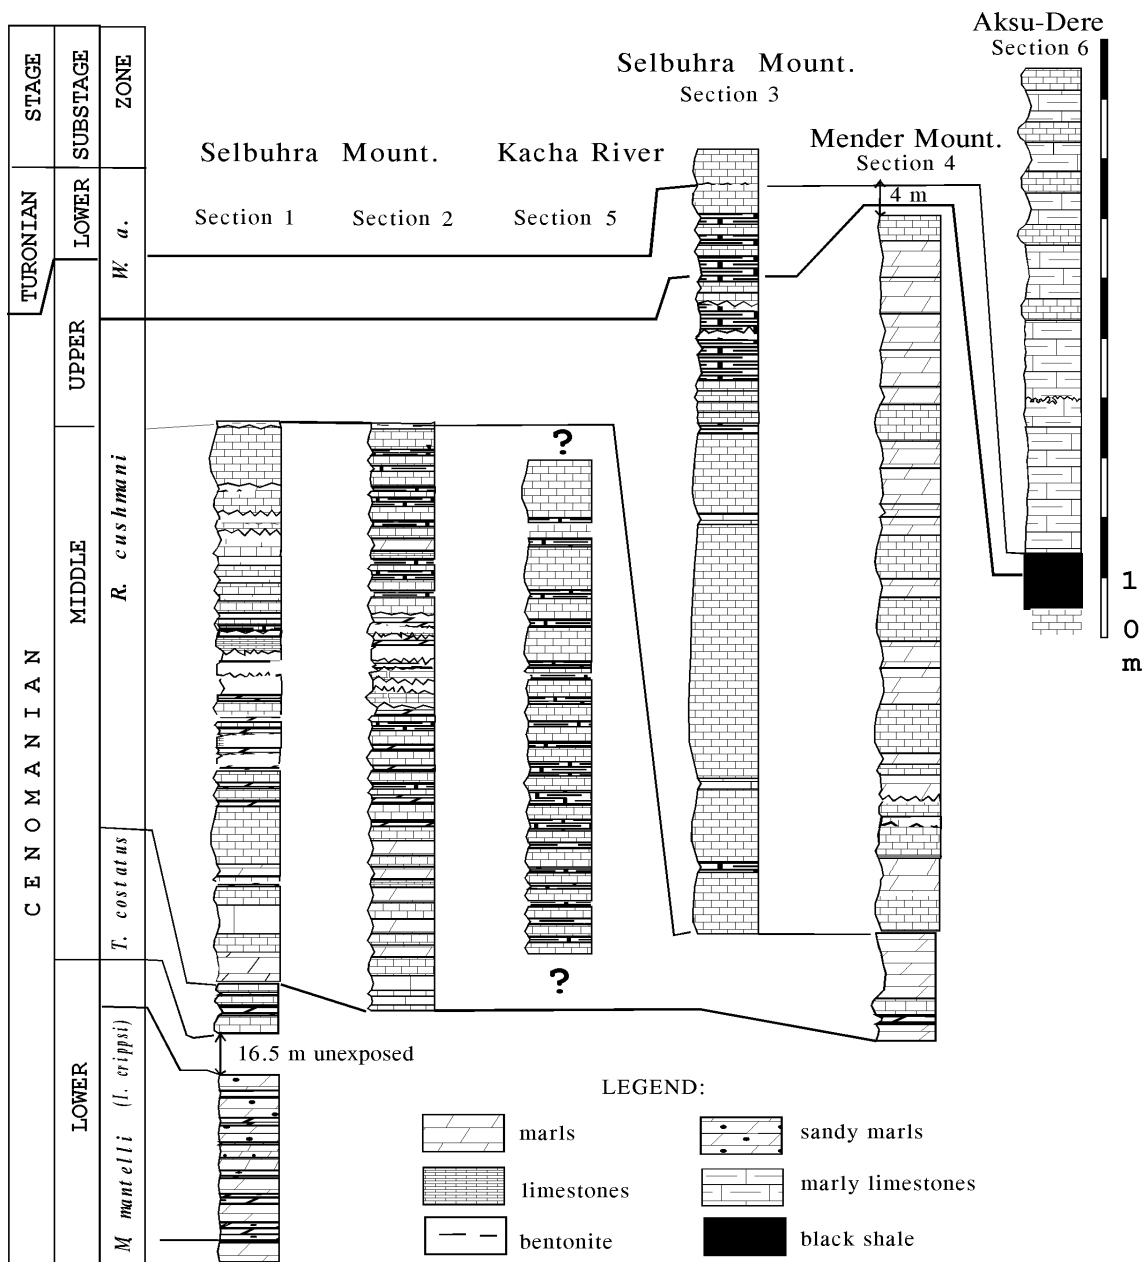 Aksu-Dere
Section 6
Selbuhra Mount.
Section 3
Mender Mount.
Section 4
4 m
Selbuhra Mount.
Kacha River
Section 1
Section 2
Section 5
STAGE
SUBSTAGE
ZONE
TURONIAN
LOWER
W. a.
UPPER
MIDDLE
R. cushmani
CENOMANIAN
T. costatus
LOWER
M. mantelli (I. crippsi)
?
?
1
0
m
16.5 m unexposed
LEGEND:
marls
sandy marls
limestones
marly limestones
bentonite
black shale